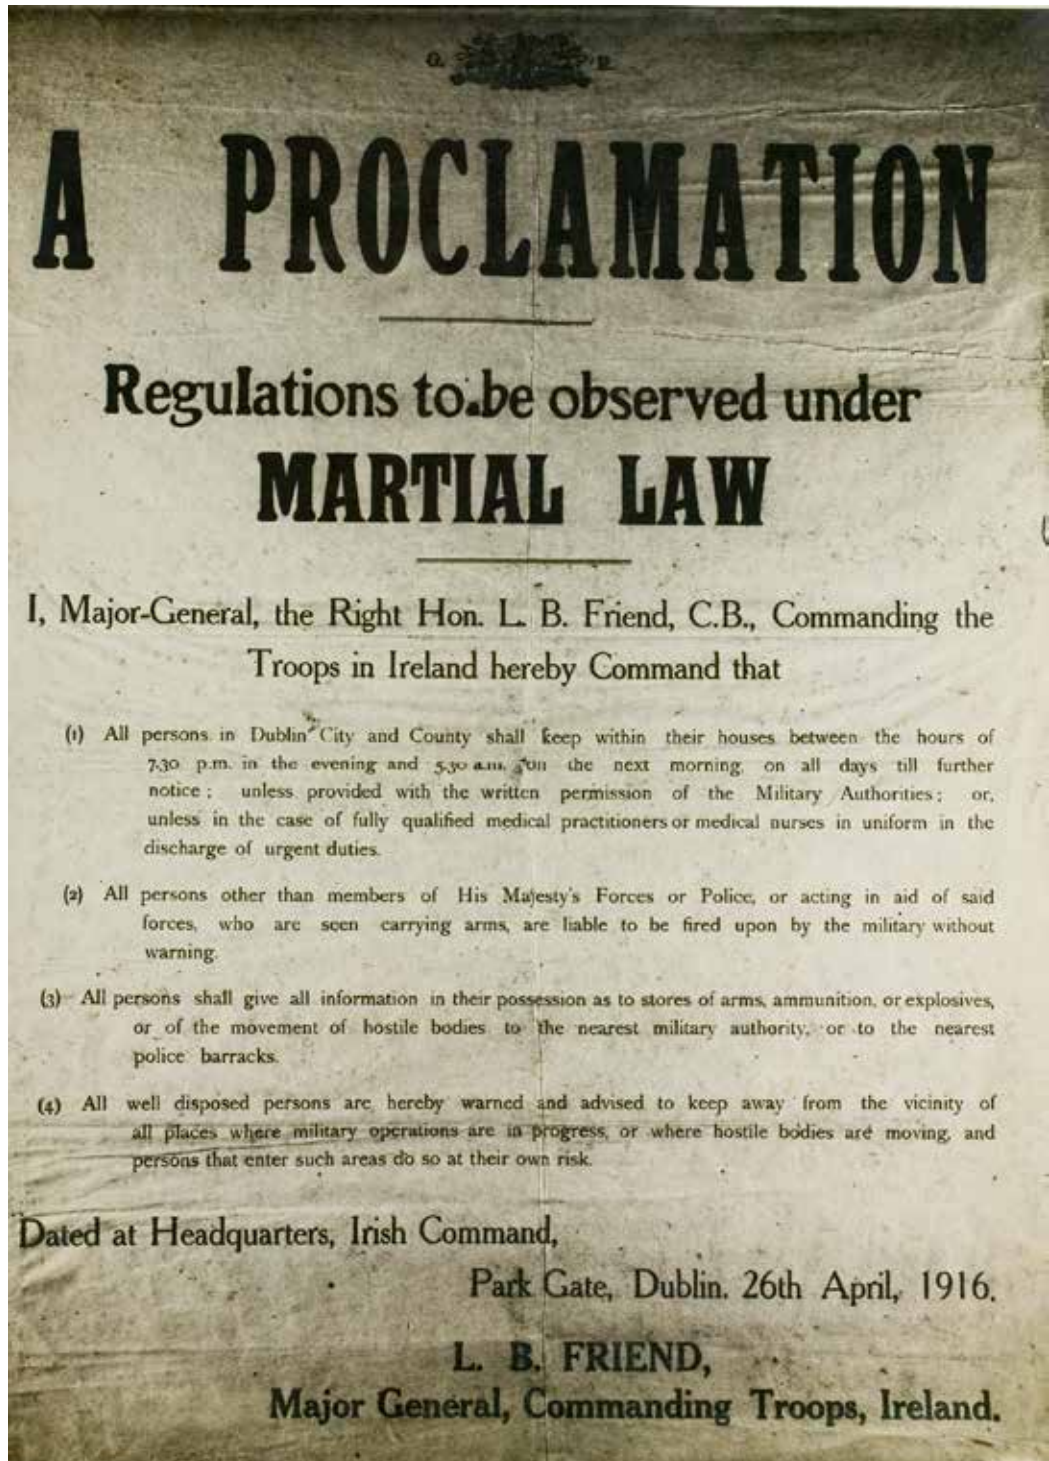 G. R.
A PROCLAMATION
Regulations to be observed under
MARTIAL LAW
I, Major-General, the Right Hon. L. B. Friend, C.B., Commanding the
Troops in Ireland hereby Command that
(1) All persons in Dublin City and County shall keep within their houses between the hours of
7.30 p.m. in the evening and 5.30 a.m. on the next morning, on all days till further
notice; unless provided with the written permission of the Military Authorities; or,
unless in the case of fully qualified medical practitioners or medical nurses in uniform in the
discharge of urgent duties.
(2) All persons other than members of His Majesty's Forces or Police, or acting in aid of said
forces, who are seen carrying arms, are liable to be fired upon by the military without
warning.
(3) All persons shall give all information in their possession as to stores of arms, ammunition, or explosives,
or of the movement of hostile bodies to the nearest military authority, or to the nearest
police barracks.
(4) All well disposed persons are hereby warned and advised to keep away from the vicinity of
all places where military operations are in progress, or where hostile bodies are moving, and
persons that enter such areas do so at their own risk.
Dated at Headquarters, Irish Command,
Park Gate, Dublin. 26th April, 1916.
L. B. FRIEND,
Major General, Commanding Troops, Ireland.